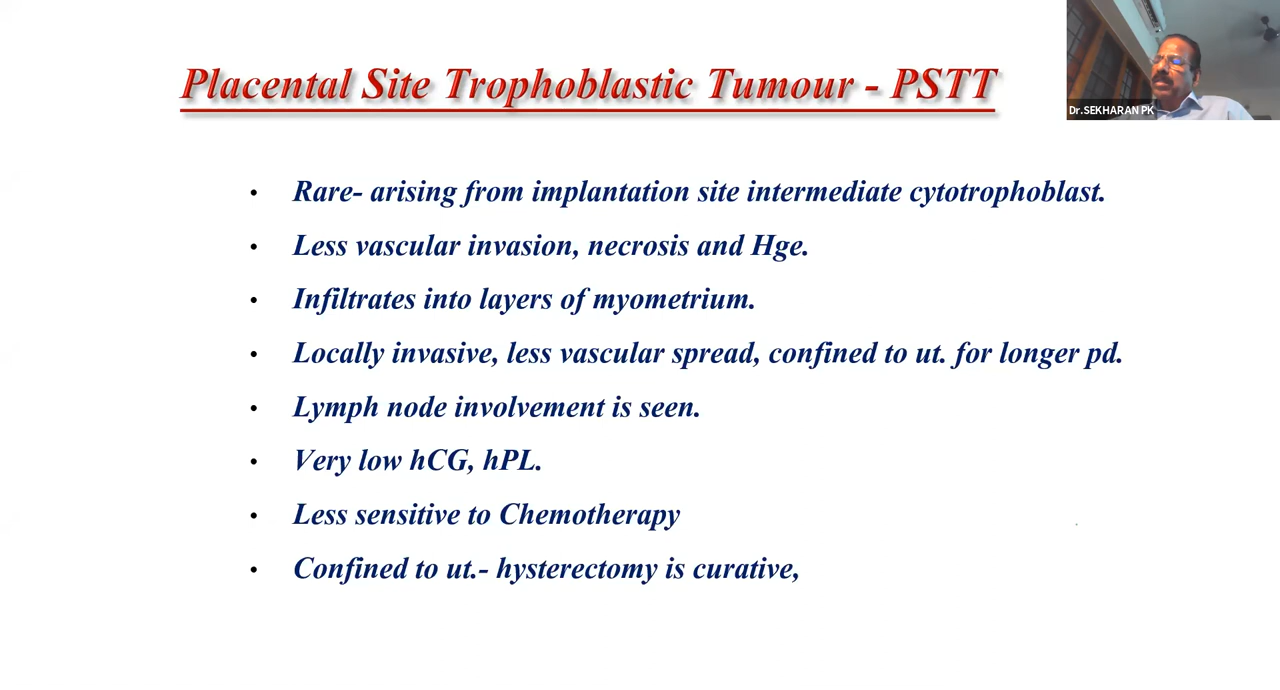 Placental Site Trophoblastic Tumour - PSTT
Dr.SEKHARAN PK
• Rare- arising from implantation site intermediate cytotrophoblast.
• Less vascular invasion, necrosis and Hge.
• Infiltrates into layers of myometrium.
• Locally invasive, less vascular spread, confined to ut. for longer pd.
• Lymph node involvement is seen.
• Very low hCG, hPL.
• Less sensitive to Chemotherapy
• Confined to ut.- hysterectomy is curative,